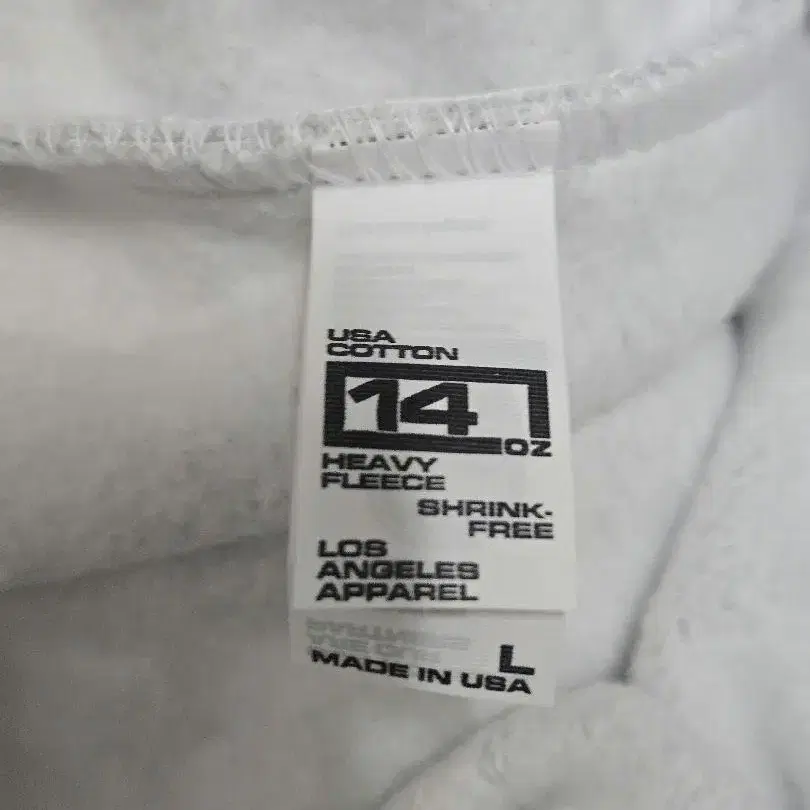 USA
COTTON
14
OZ
HEAVY
FLEECE
SHRINK-
FREE
LOS
ANGELES
APPAREL
L
MADE IN USA